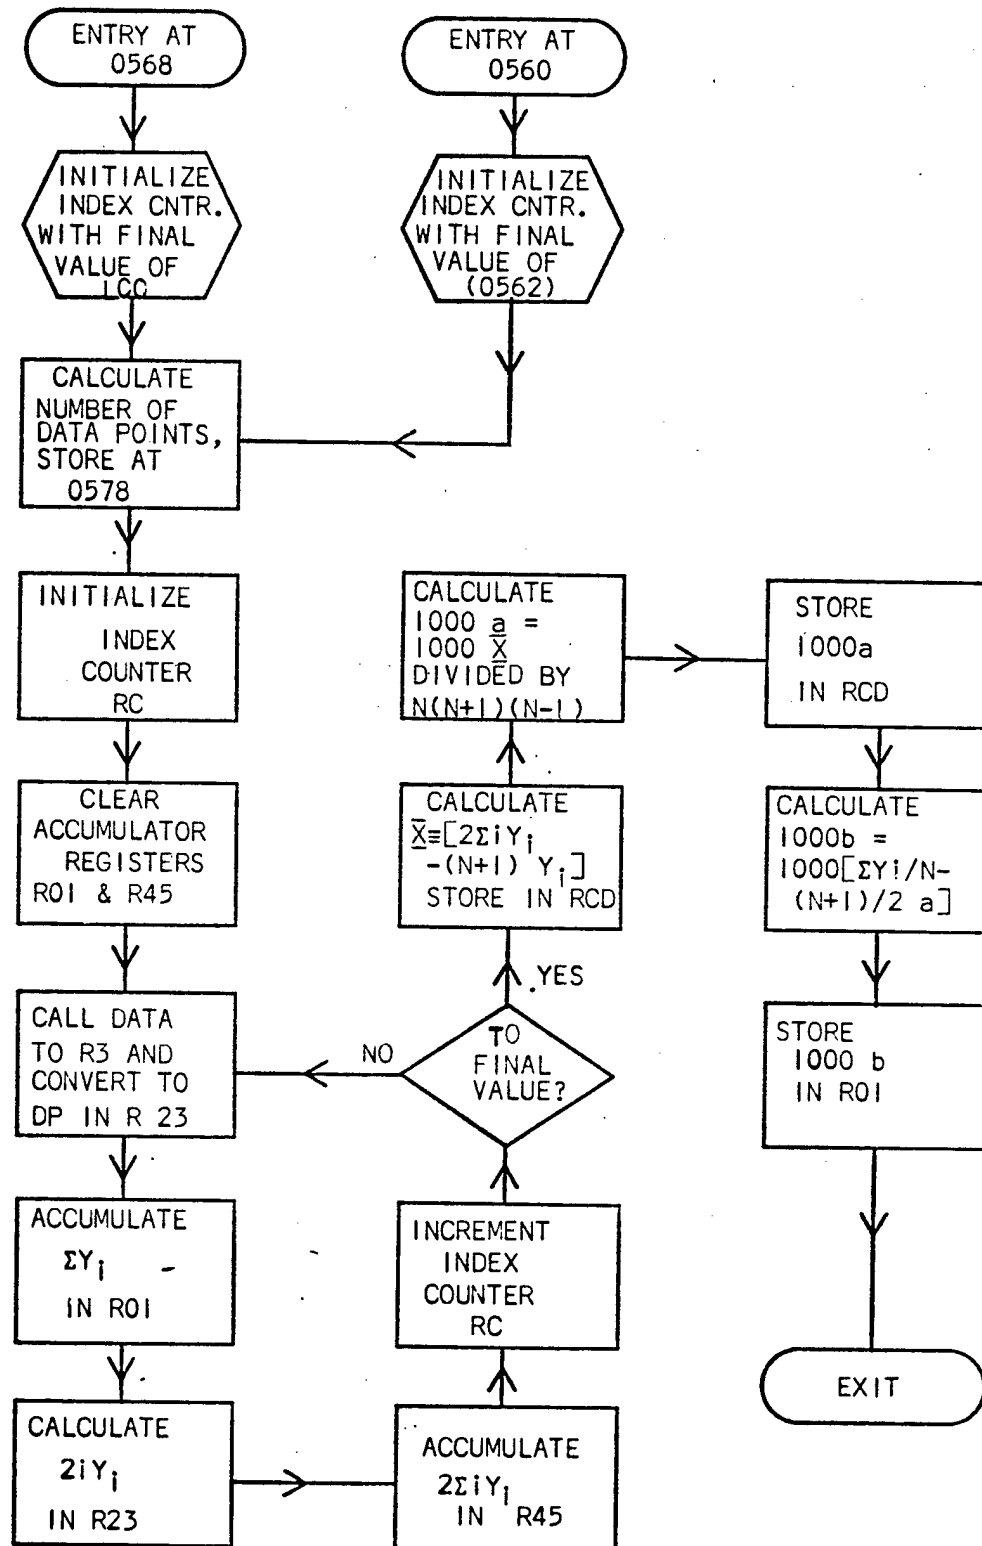 ENTRY AT
0568
INITIALIZE
INDEX CNTR.
WITH FINAL
VALUE OF
LCC
CALCULATE
NUMBER OF
DATA POINTS,
STORE AT
0578
INITIALIZE
INDEX
COUNTER
RC
CLEAR
ACCUMULATOR
REGISTERS
R01 & R45
CALL DATA
TO R3 AND
CONVERT TO
DP IN R 23
ACCUMULATE
ΣYi
IN R01
CALCULATE
2iYi
IN R23
ENTRY AT
0560
INITIALIZE
INDEX CNTR.
WITH FINAL
VALUE OF
(0562)
ACCUMULATE
2ΣiYi
IN R45
INCREMENT
INDEX
COUNTER
RC
TO
FINAL
VALUE?
NO
YES
CALCULATE
X̄≡[2ΣiYi
-(N+1) Yi]
STORE IN RCD
CALCULATE
1000 a =
1000 X̄
DIVIDED BY
N(N+1)(N-1)
STORE
1000a
IN RCD
CALCULATE
1000b =
1000[ΣYi/N-
(N+1)/2 a]
STORE
1000 b
IN R01
EXIT